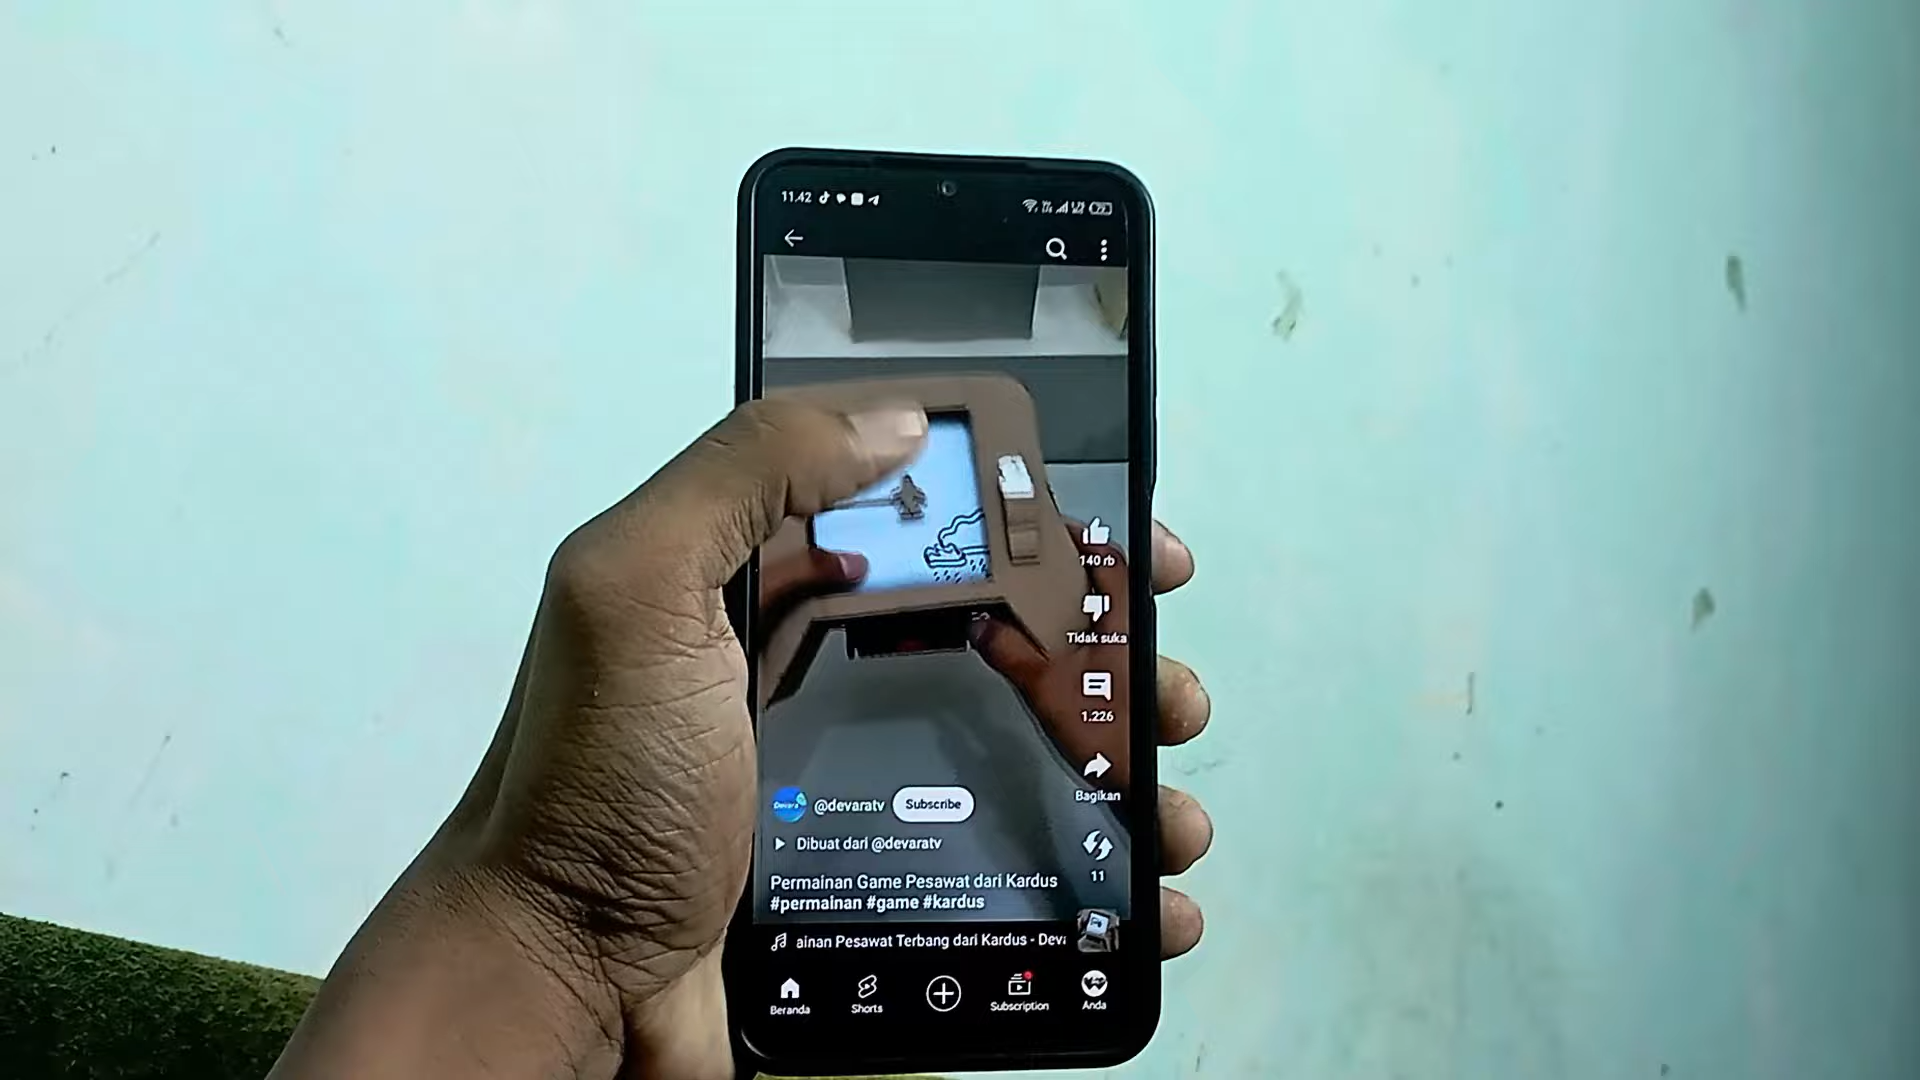 11.42
140 rb
Tidak suka
1.226
Bagikan
11
@devaratv
Subscribe
Dibuat dari @devaratv
Permainan Game Pesawat dari Kardus
#permainan #game #kardus
ainan Pesawat Terbang dari Kardus - Deva
Beranda
Shorts
Subscription
Anda